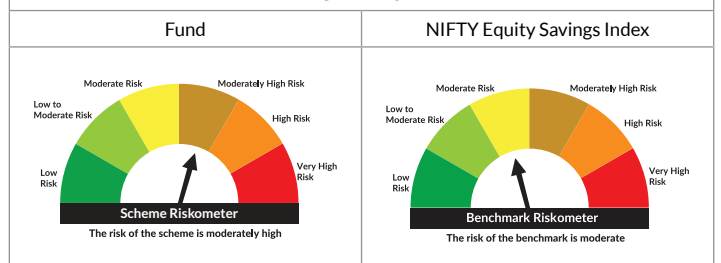 Fund
NIFTY Equity Savings Index
Moderate Risk
Moderately High Risk
Low to
Moderate Risk
High Risk
Low
Risk
Very High
Risk
Scheme Riskometer
The risk of the scheme is moderately high
Moderate Risk
Moderately High Risk
Low to
Moderate Risk
High Risk
Low
Risk
Very High
Risk
Benchmark Riskometer
The risk of the benchmark is moderate